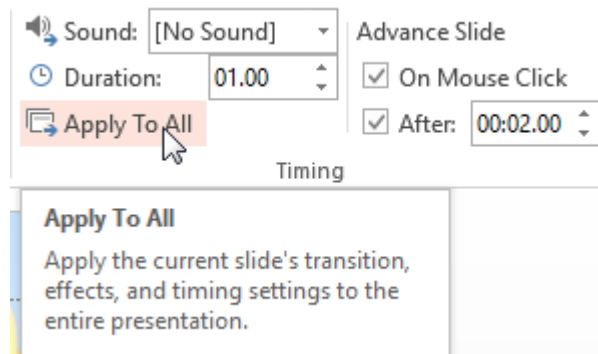 Sound: [No Sound] Advance Slide
Duration: 01.00 On Mouse Click
Apply To All After: 00:02.00
Timing
Apply To All
Apply the current slide's transition,
effects, and timing settings to the
entire presentation.